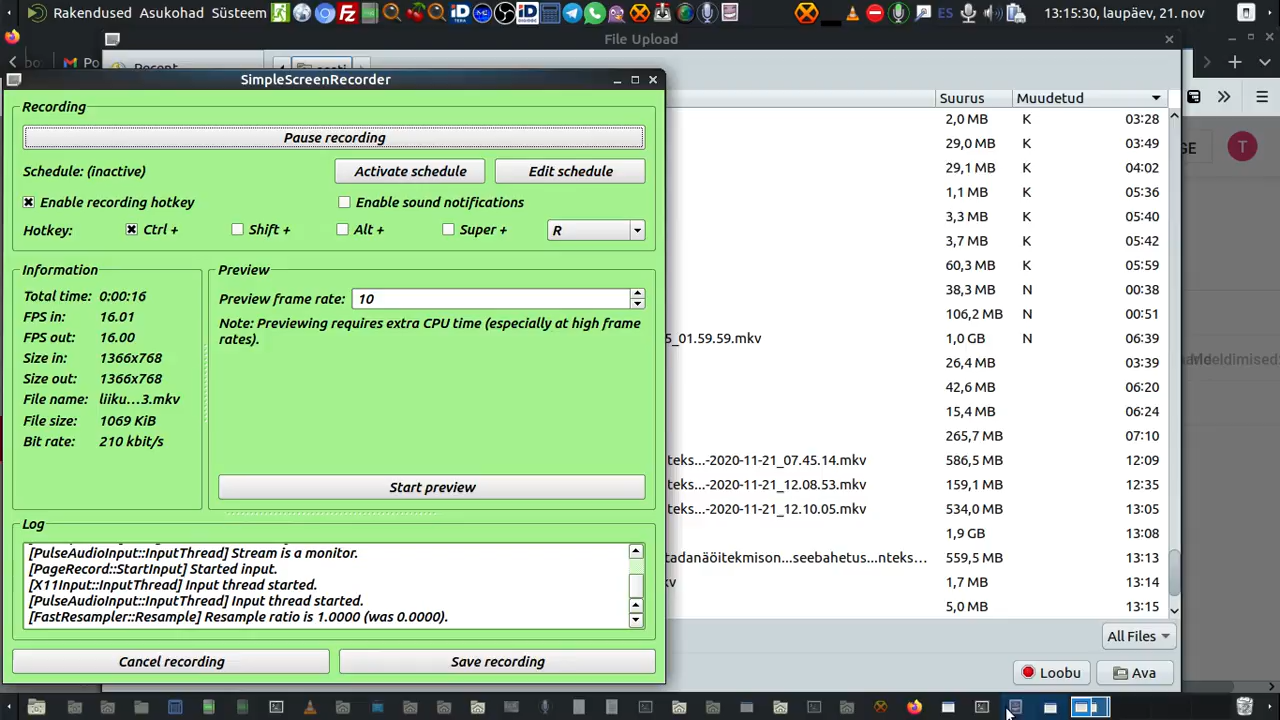 Rakendused Asukohad Süsteem
ES
13:15:30, laupäev, 21. nov
File Upload
Recent
SimpleScreenRecorder
Recording
Pause recording
Schedule: (inactive)
Activate schedule
Edit schedule
Enable recording hotkey
Enable sound notifications
Hotkey:
Ctrl +
Shift +
Alt +
Super +
R
Information
Total time: 0:00:16
FPS in: 16.01
FPS out: 16.00
Size in: 1366x768
Size out: 1366x768
File name: liiku...3.mkv
File size: 1069 KiB
Bit rate: 210 kbit/s
Preview
Preview frame rate: 10
Note: Previewing requires extra CPU time (especially at high frame
rates).
Start preview
Log
[PulseAudioInput::InputThread] Stream is a monitor.
[PageRecord::StartInput] Started input.
[X11Input::InputThread] Input thread started.
[PulseAudioInput::InputThread] Input thread started.
[FastResampler::Resample] Resample ratio is 1.0000 (was 0.0000).
Cancel recording
Save recording
Suurus Muudetud
2,0 MB K 03:28
29,0 MB K 03:49
29,1 MB K 04:02
1,1 MB K 05:36
3,3 MB K 05:40
3,7 MB K 05:42
60,3 MB K 05:59
38,3 MB N 00:38
106,2 MB N 00:51
5_01.59.59.mkv 1,0 GB N 06:39
26,4 MB 03:39
42,6 MB 06:20
15,4 MB 06:24
265,7 MB 07:10
teks...-2020-11-21_07.45.14.mkv 586,5 MB 12:09
teks...-2020-11-21_12.08.53.mkv 159,1 MB 12:35
teks...-2020-11-21_12.10.05.mkv 534,0 MB 13:05
1,9 GB 13:08
tadanäöitekmison...seebahetus...nteks... 559,5 MB 13:13
kv 1,7 MB 13:14
5,0 MB 13:15
All Files
Loobu
Ava
SE
T